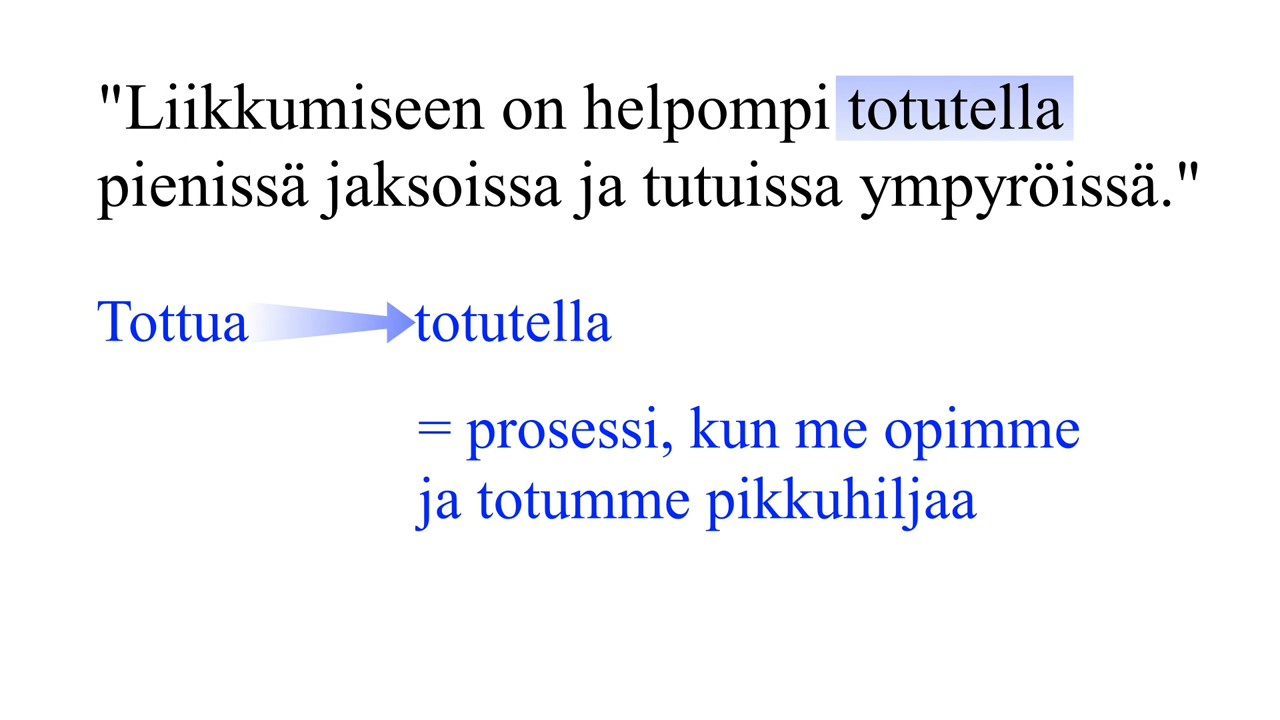 "Liikkumiseen on helpompi totutella
pienissä jaksoissa ja tutuissa ympyröissä."
Tottua totutella
= prosessi, kun me opimme
ja totumme pikkuhiljaa